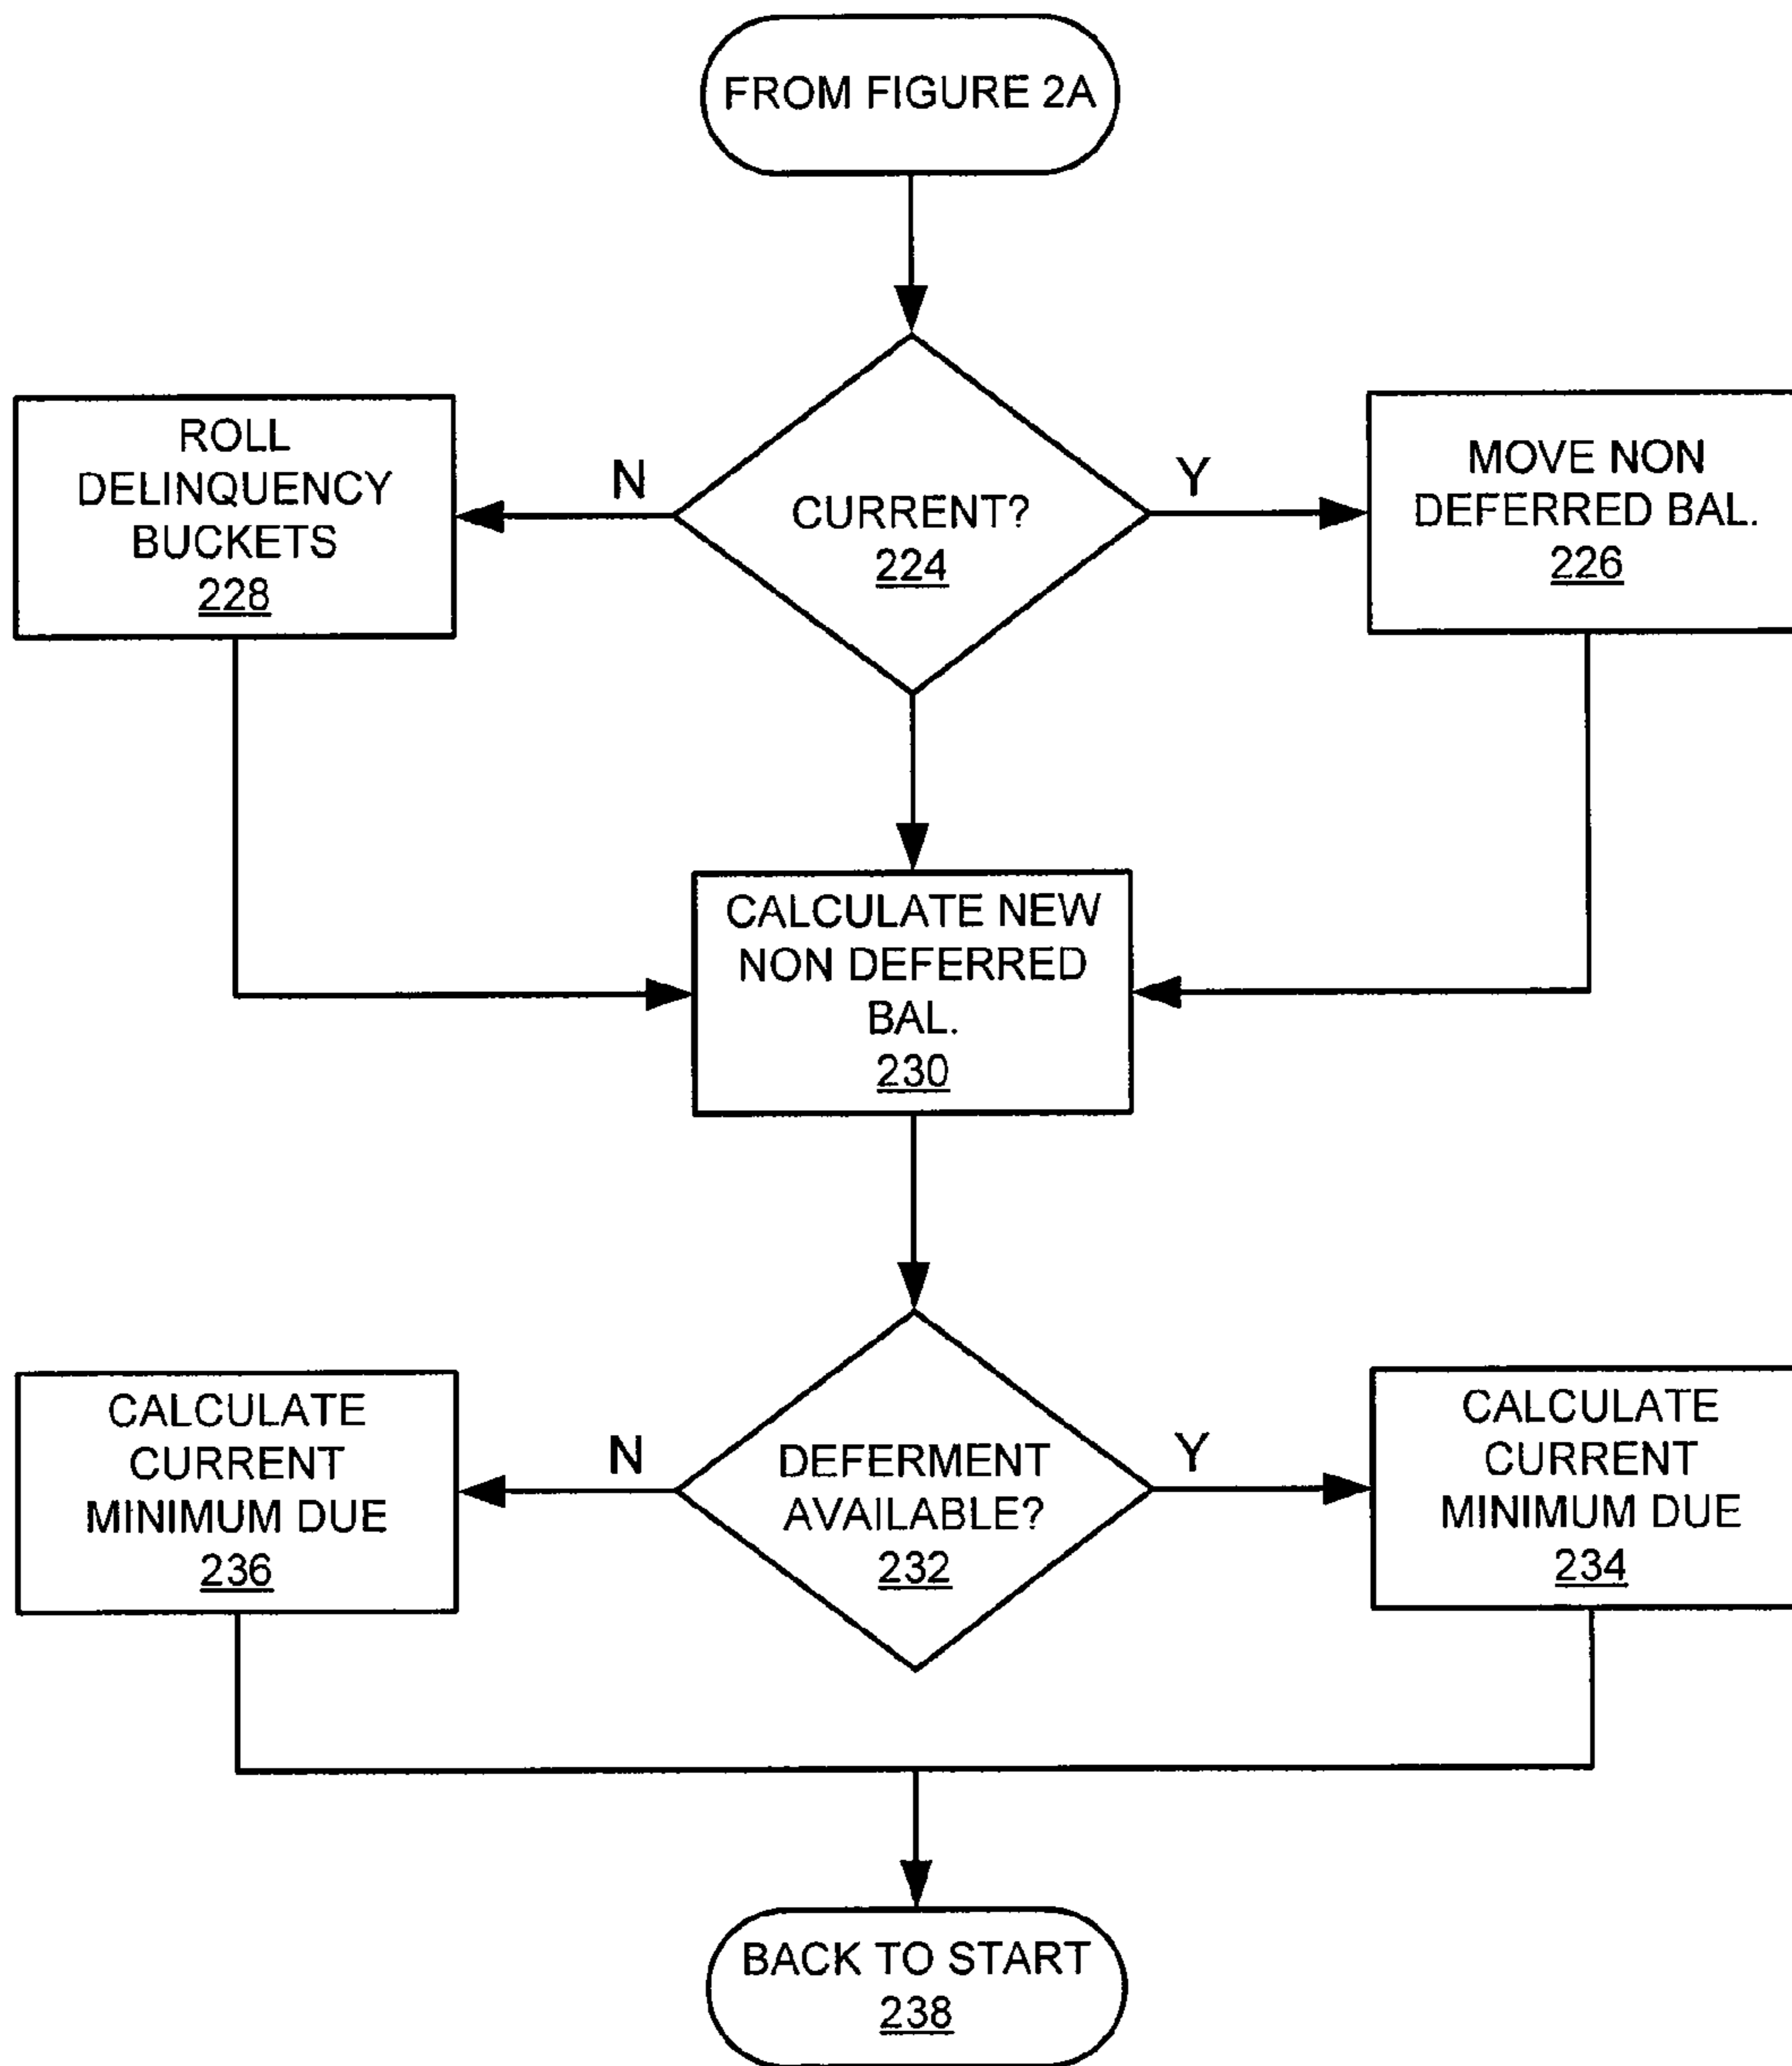 FROM FIGURE 2A
ROLL
DELINQUENCY
BUCKETS
228
N
CURRENT?
224
Y
MOVE NON
DEFERRED BAL.
226
CALCULATE NEW
NON DEFERRED
BAL.
230
CALCULATE
CURRENT
MINIMUM DUE
236
N
DEFERMENT
AVAILABLE?
232
Y
CALCULATE
CURRENT
MINIMUM DUE
234
BACK TO START
238